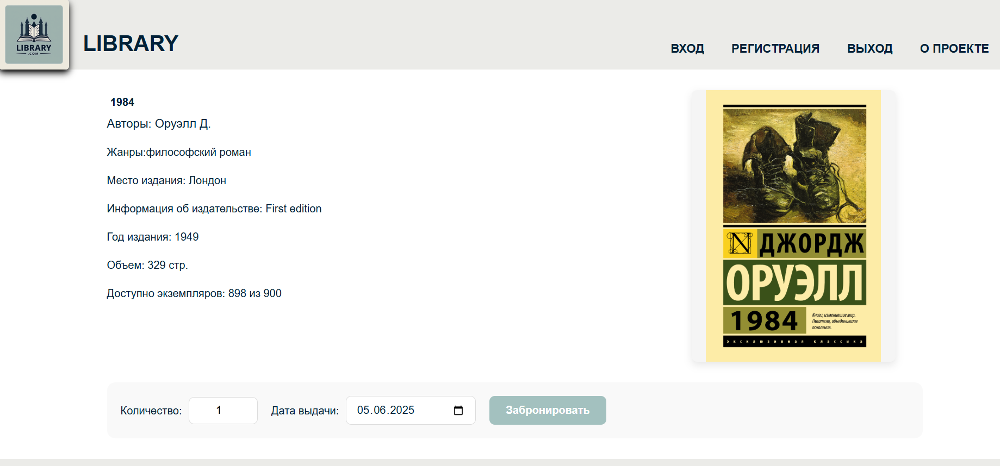 LIBRARY
.COM
LIBRARY
ВХОД
РЕГИСТРАЦИЯ
ВЫХОД
О ПРОЕКТЕ
1984
Авторы: Оруэлл Д.
Жанры:философский роман
Место издания: Лондон
Информация об издательстве: First edition
Год издания: 1949
Объем: 329 стр.
Доступно экземпляров: 898 из 900
N ДЖОРДЖ
ОРУЭЛЛ
1984
Книги, изменившие мир.
Писатели, объединившие
поколения.
эксклюзивная классика
Количество: 1 Дата выдачи: 05.06.2025 Забронировать